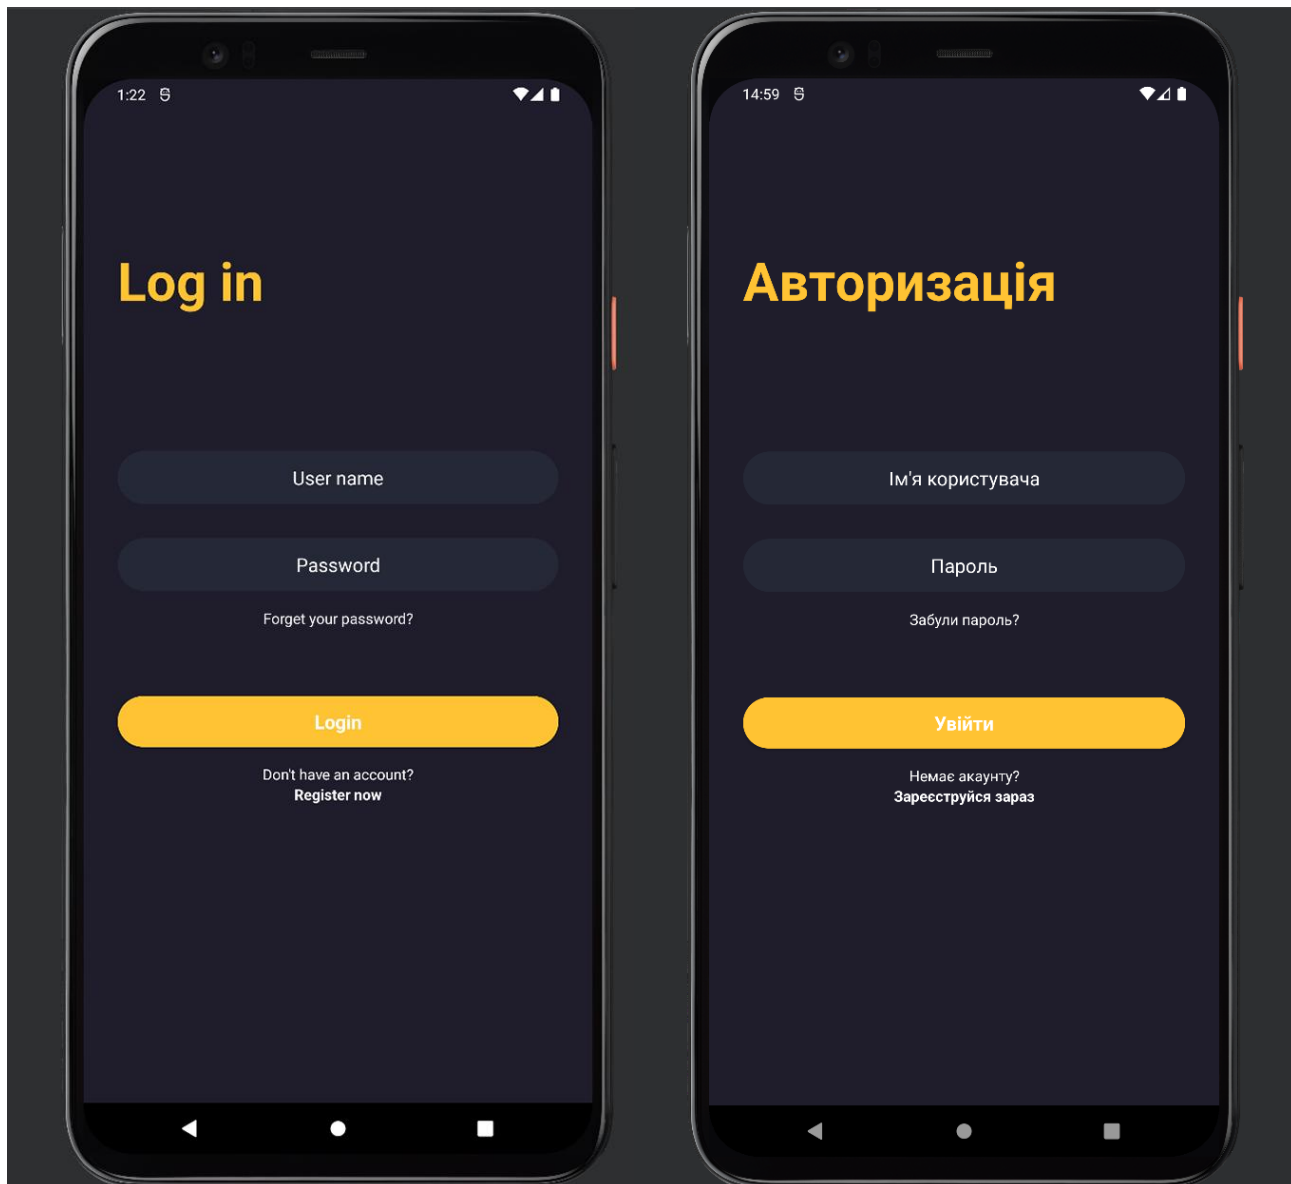 1:22
Log in
User name
Password
Forget your password?
Login
Don't have an account?
Register now
14:59
Авторизація
Ім'я користувача
Пароль
Забули пароль?
Увійти
Немає акаунту?
Зареєструйся зараз